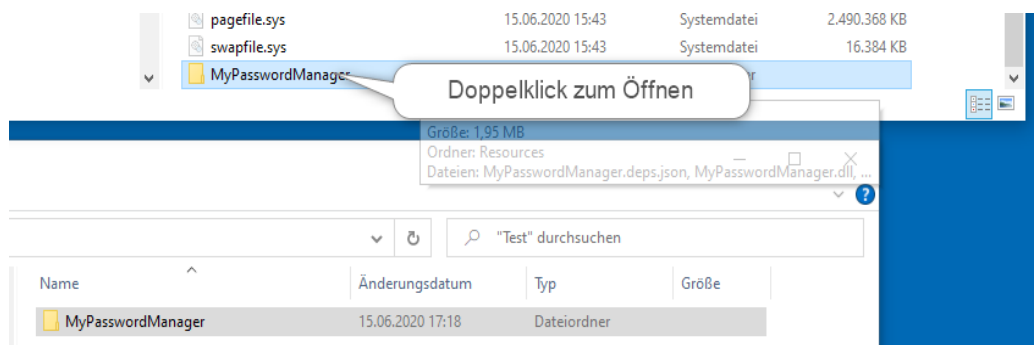 pagefile.sys 15.06.2020 15:43 Systemdatei 2.490.368 KB
swapfile.sys 15.06.2020 15:43 Systemdatei 16.384 KB
MyPasswordManager
Doppelklick zum Öffnen
Größe: 1,95 MB
Ordner: Resources
Dateien: MyPasswordManager.deps.json, MyPasswordManager.dll, ...
"Test" durchsuchen
Name Änderungsdatum Typ Größe
MyPasswordManager 15.06.2020 17:18 Dateiordner